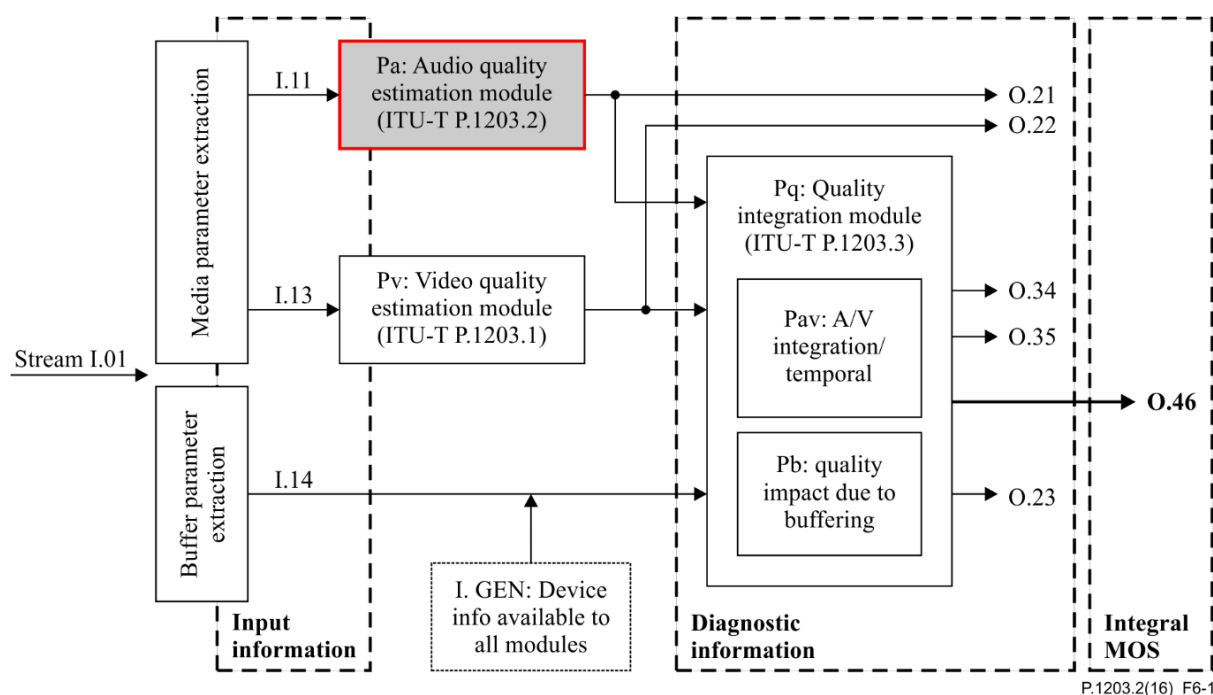 Media parameter extraction
I.11
Pa: Audio quality
estimation module
(ITU-T P.1203.2)
O.21
O.22
Pq: Quality
integration module
(ITU-T P.1203.3)
I.13
Pv: Video quality
estimation module
(ITU-T P.1203.1)
Pav: A/V
integration/
temporal
O.34
O.35
Stream I.01
O.46
Buffer parameter
extraction
I.14
Pb: quality
impact due to
buffering
O.23
I. GEN: Device
info available to
all modules
Input
information
Diagnostic
information
Integral
MOS
P.1203.2(16)_F6-1